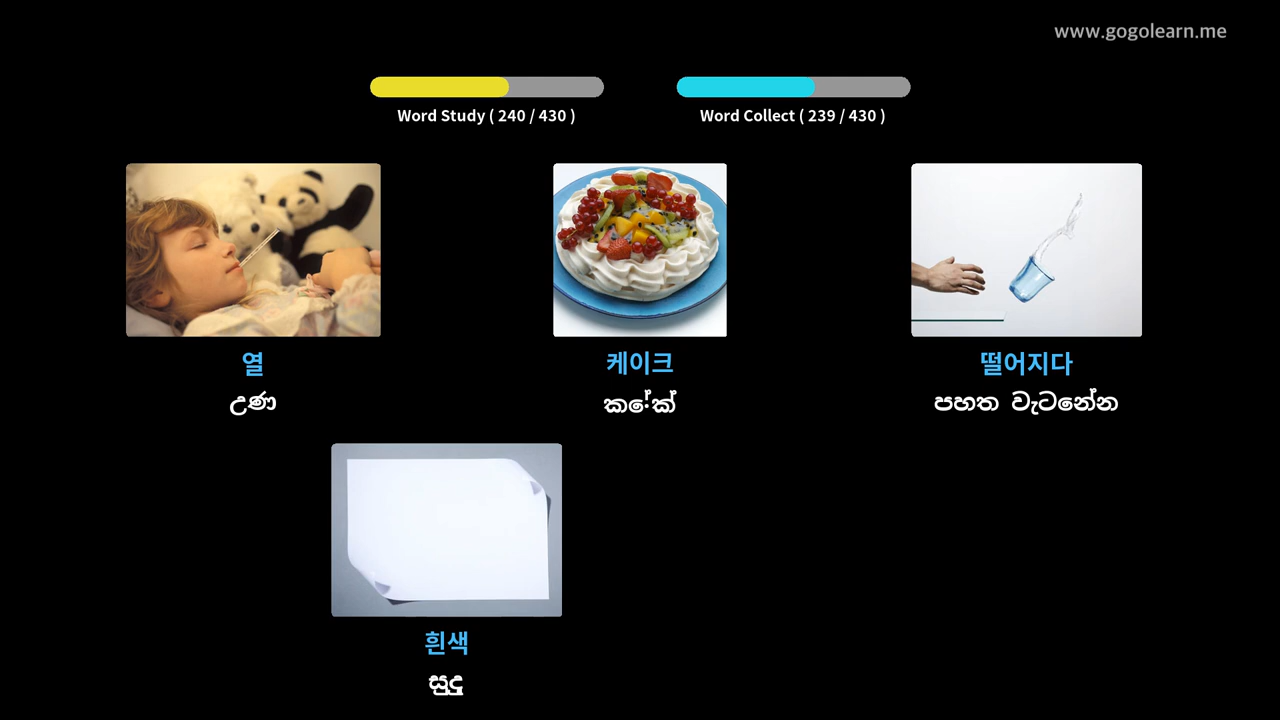 www.gogolearn.me
Word Study ( 240 / 430 )
Word Collect ( 239 / 430 )
열
케이크
떨어지다
උණ
කේක්
පහත වැටෙනේන
흰색
සුදු